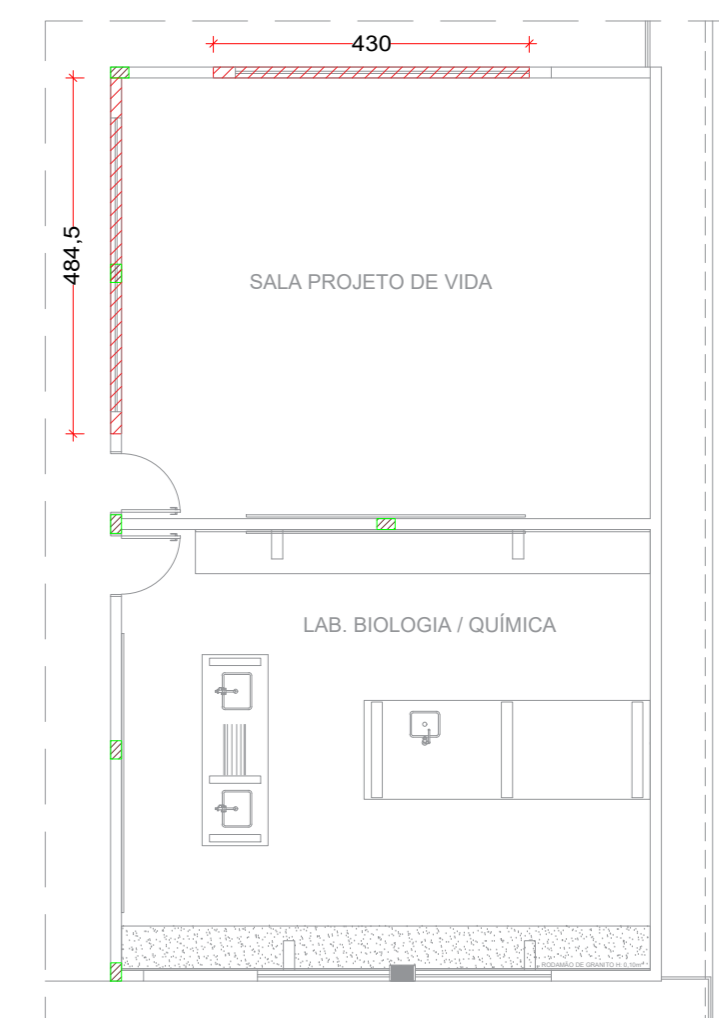 430
484,5
SALA PROJETO DE VIDA
LAB. BIOLOGIA / QUÍMICA
RODAMÃO DE GRANITO H: 0,10m